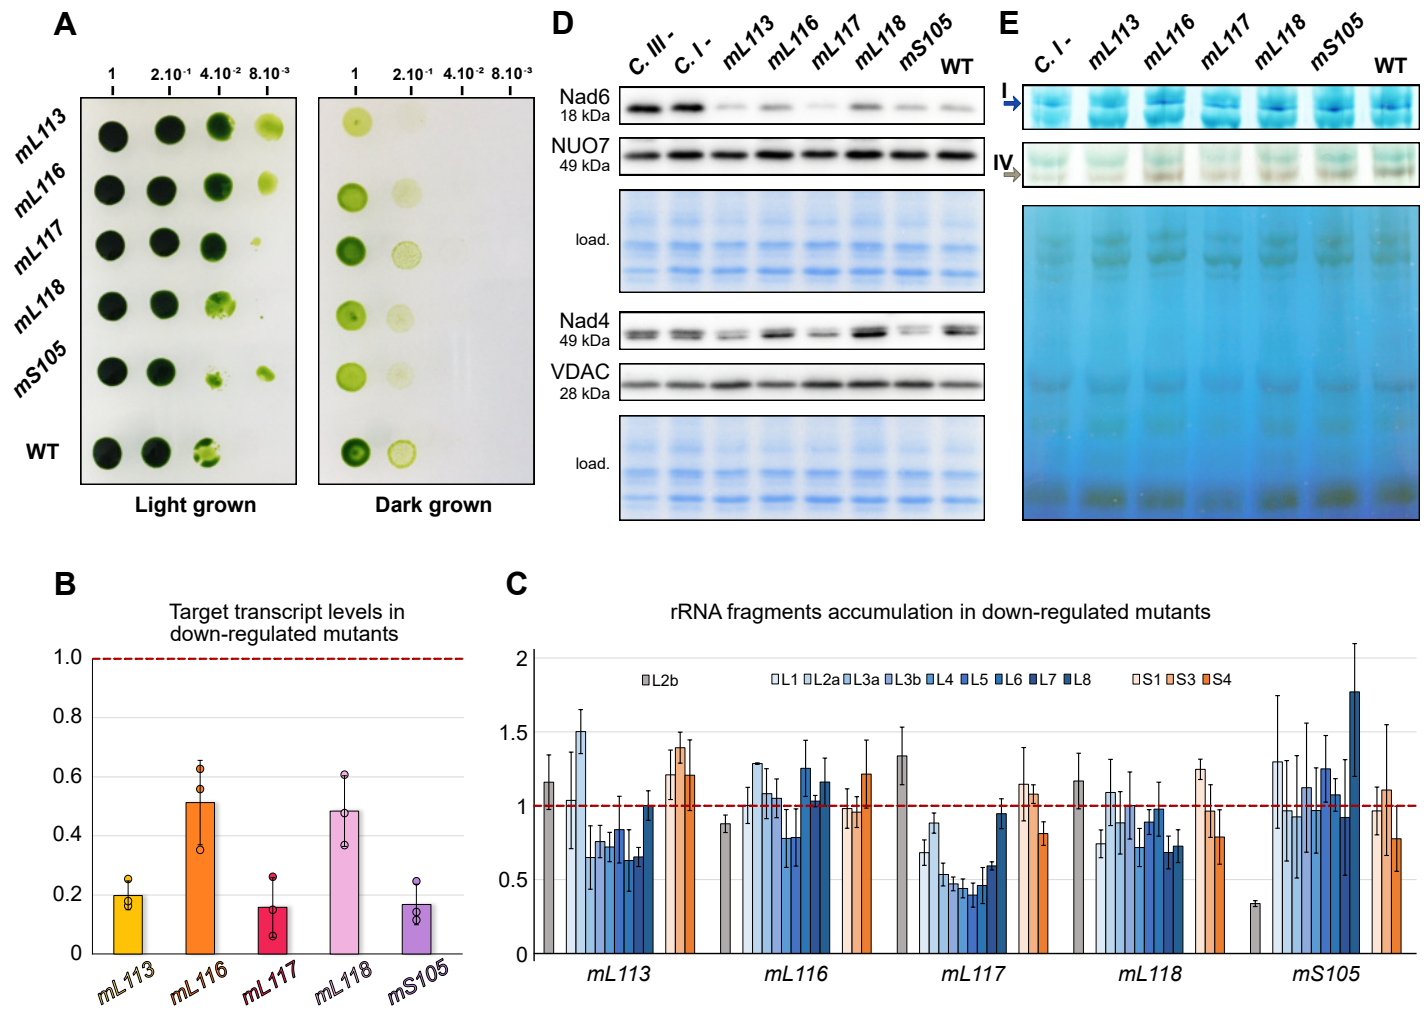 A
1 2.10⁻¹ 4.10⁻² 8.10⁻³
1 2.10⁻¹ 4.10⁻² 8.10⁻³
mL113
mL116
mL117
mL118
mS105
WT
Light grown
Dark grown
D
C. III - C. I - mL113 mL116 mL117 mL118 mS105 WT
Nad6
18 kDa
NUO7
49 kDa
load.
Nad4
49 kDa
VDAC
28 kDa
load.
E
C. I - mL113 mL116 mL117 mL118 mS105 WT
I
IV
B
Target transcript levels in
down-regulated mutants
1.0
0.8
0.6
0.4
0.2
0
mL113 mL116 mL117 mL118 mS105
C
rRNA fragments accumulation in down-regulated mutants
L2b L1 L2a L3a L3b L4 L5 L6 L7 L8 S1 S3 S4
2
1.5
1
0.5
0
mL113 mL116 mL117 mL118 mS105